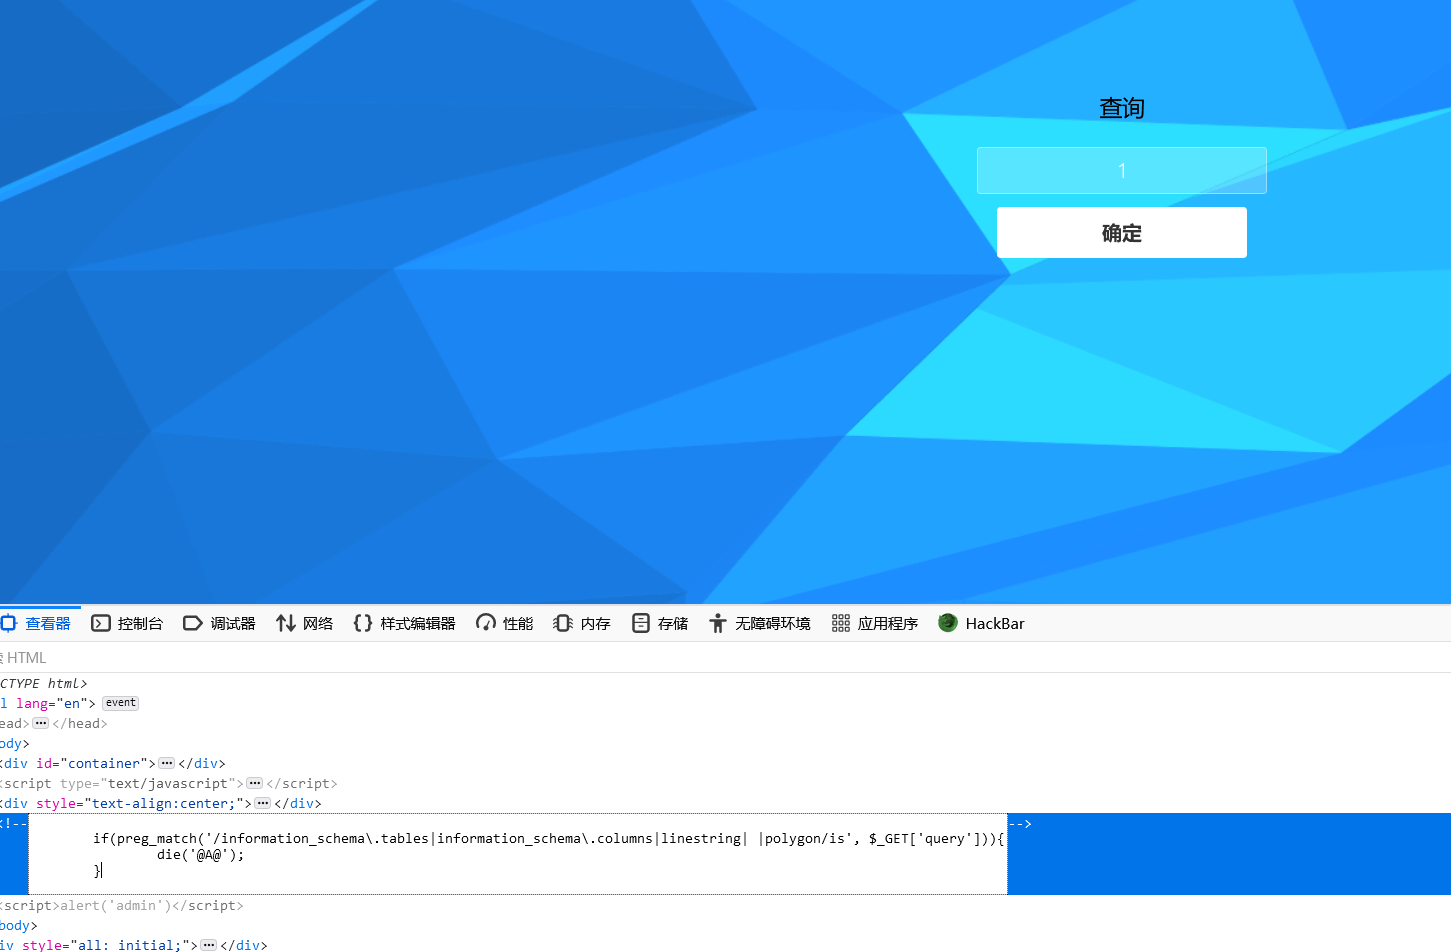 查询
1
确定
查看器 控制台 调试器 网络 样式编辑器 性能 内存 存储 无障碍环境 应用程序 HackBar
HTML
CTYPE html>
l lang="en"> event
ead>⋯</head>
ody>
<div id="container">⋯</div>
<script type="text/javascript">⋯</script>
<div style="text-align:center;">⋯</div>
<!-- -->
if(preg_match('/information_schema\.tables|information_schema\.columns|linestring| |polygon/is', $_GET['query'])){
die('@A@');
}
<script>alert('admin')</script>
body>
iv style="all: initial;">⋯</div>